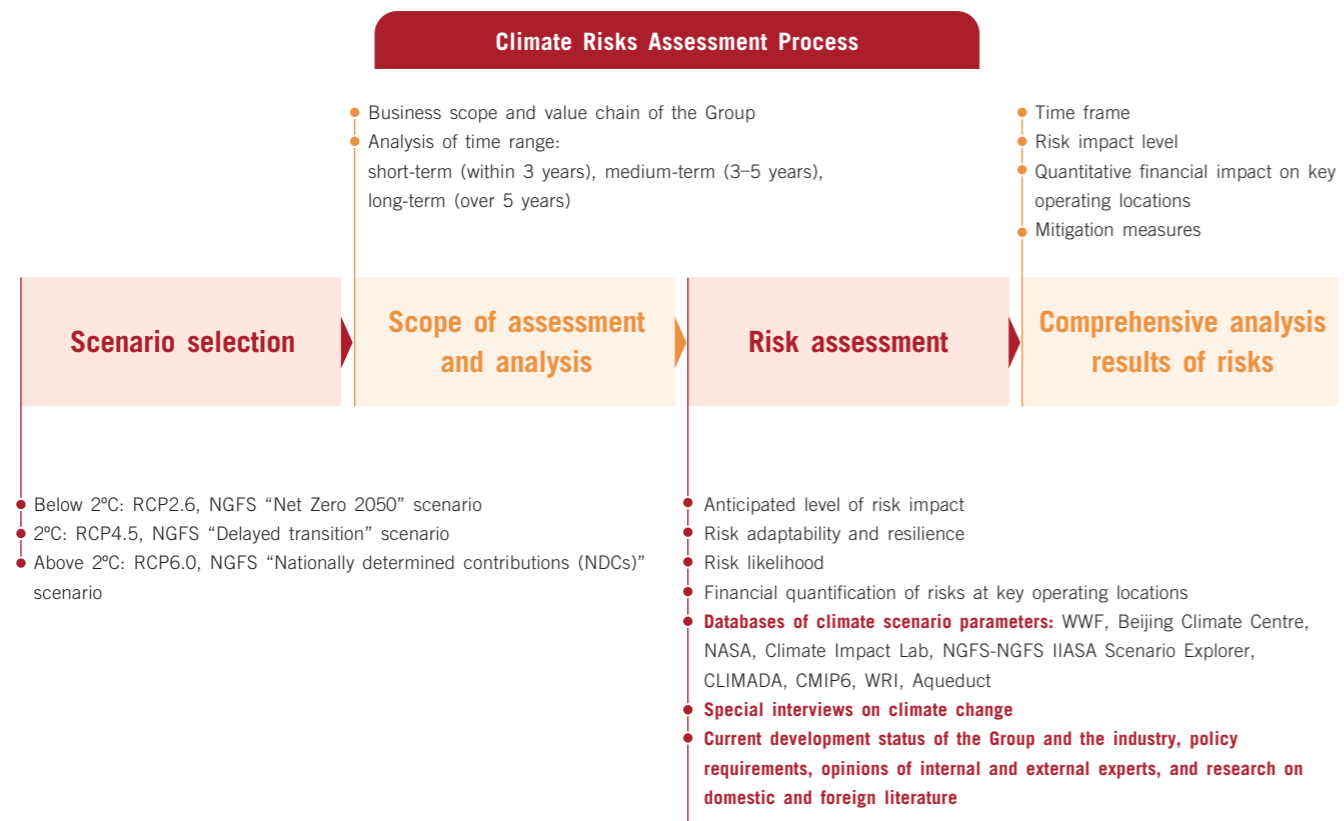 Climate Risks Assessment Process
Business scope and value chain of the Group
Analysis of time range:
short-term (within 3 years), medium-term (3–5 years),
long-term (over 5 years)
Time frame
Risk impact level
Quantitative financial impact on key
operating locations
Mitigation measures
Scenario selection
Scope of assessment
and analysis
Risk assessment
Comprehensive analysis
results of risks
Below 2ºC: RCP2.6, NGFS “Net Zero 2050” scenario
2ºC: RCP4.5, NGFS “Delayed transition” scenario
Above 2ºC: RCP6.0, NGFS “Nationally determined contributions (NDCs)”
scenario
Anticipated level of risk impact
Risk adaptability and resilience
Risk likelihood
Financial quantification of risks at key operating locations
Databases of climate scenario parameters: WWF, Beijing Climate Centre,
NASA, Climate Impact Lab, NGFS-NGFS IIASA Scenario Explorer,
CLIMADA, CMIP6, WRI, Aqueduct
Special interviews on climate change
Current development status of the Group and the industry, policy
requirements, opinions of internal and external experts, and research on
domestic and foreign literature